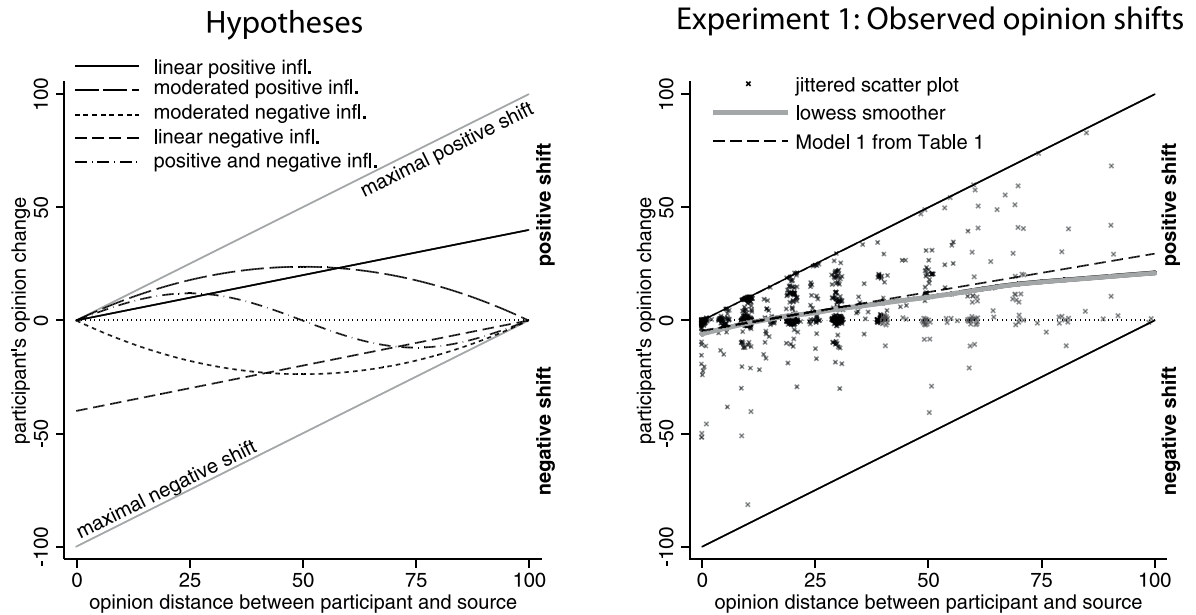 Hypotheses
linear positive infl.
moderated positive infl.
moderated negative infl.
linear negative infl.
positive and negative infl.
maximal positive shift
maximal negative shift
positive shift
negative shift
participant's opinion change
100
50
0
-50
-100
0 25 50 75 100
opinion distance between participant and source
Experiment 1: Observed opinion shifts
jittered scatter plot
lowess smoother
Model 1 from Table 1
positive shift
negative shift
participant's opinion change
100
50
0
-50
-100
0 25 50 75 100
opinion distance between participant and source